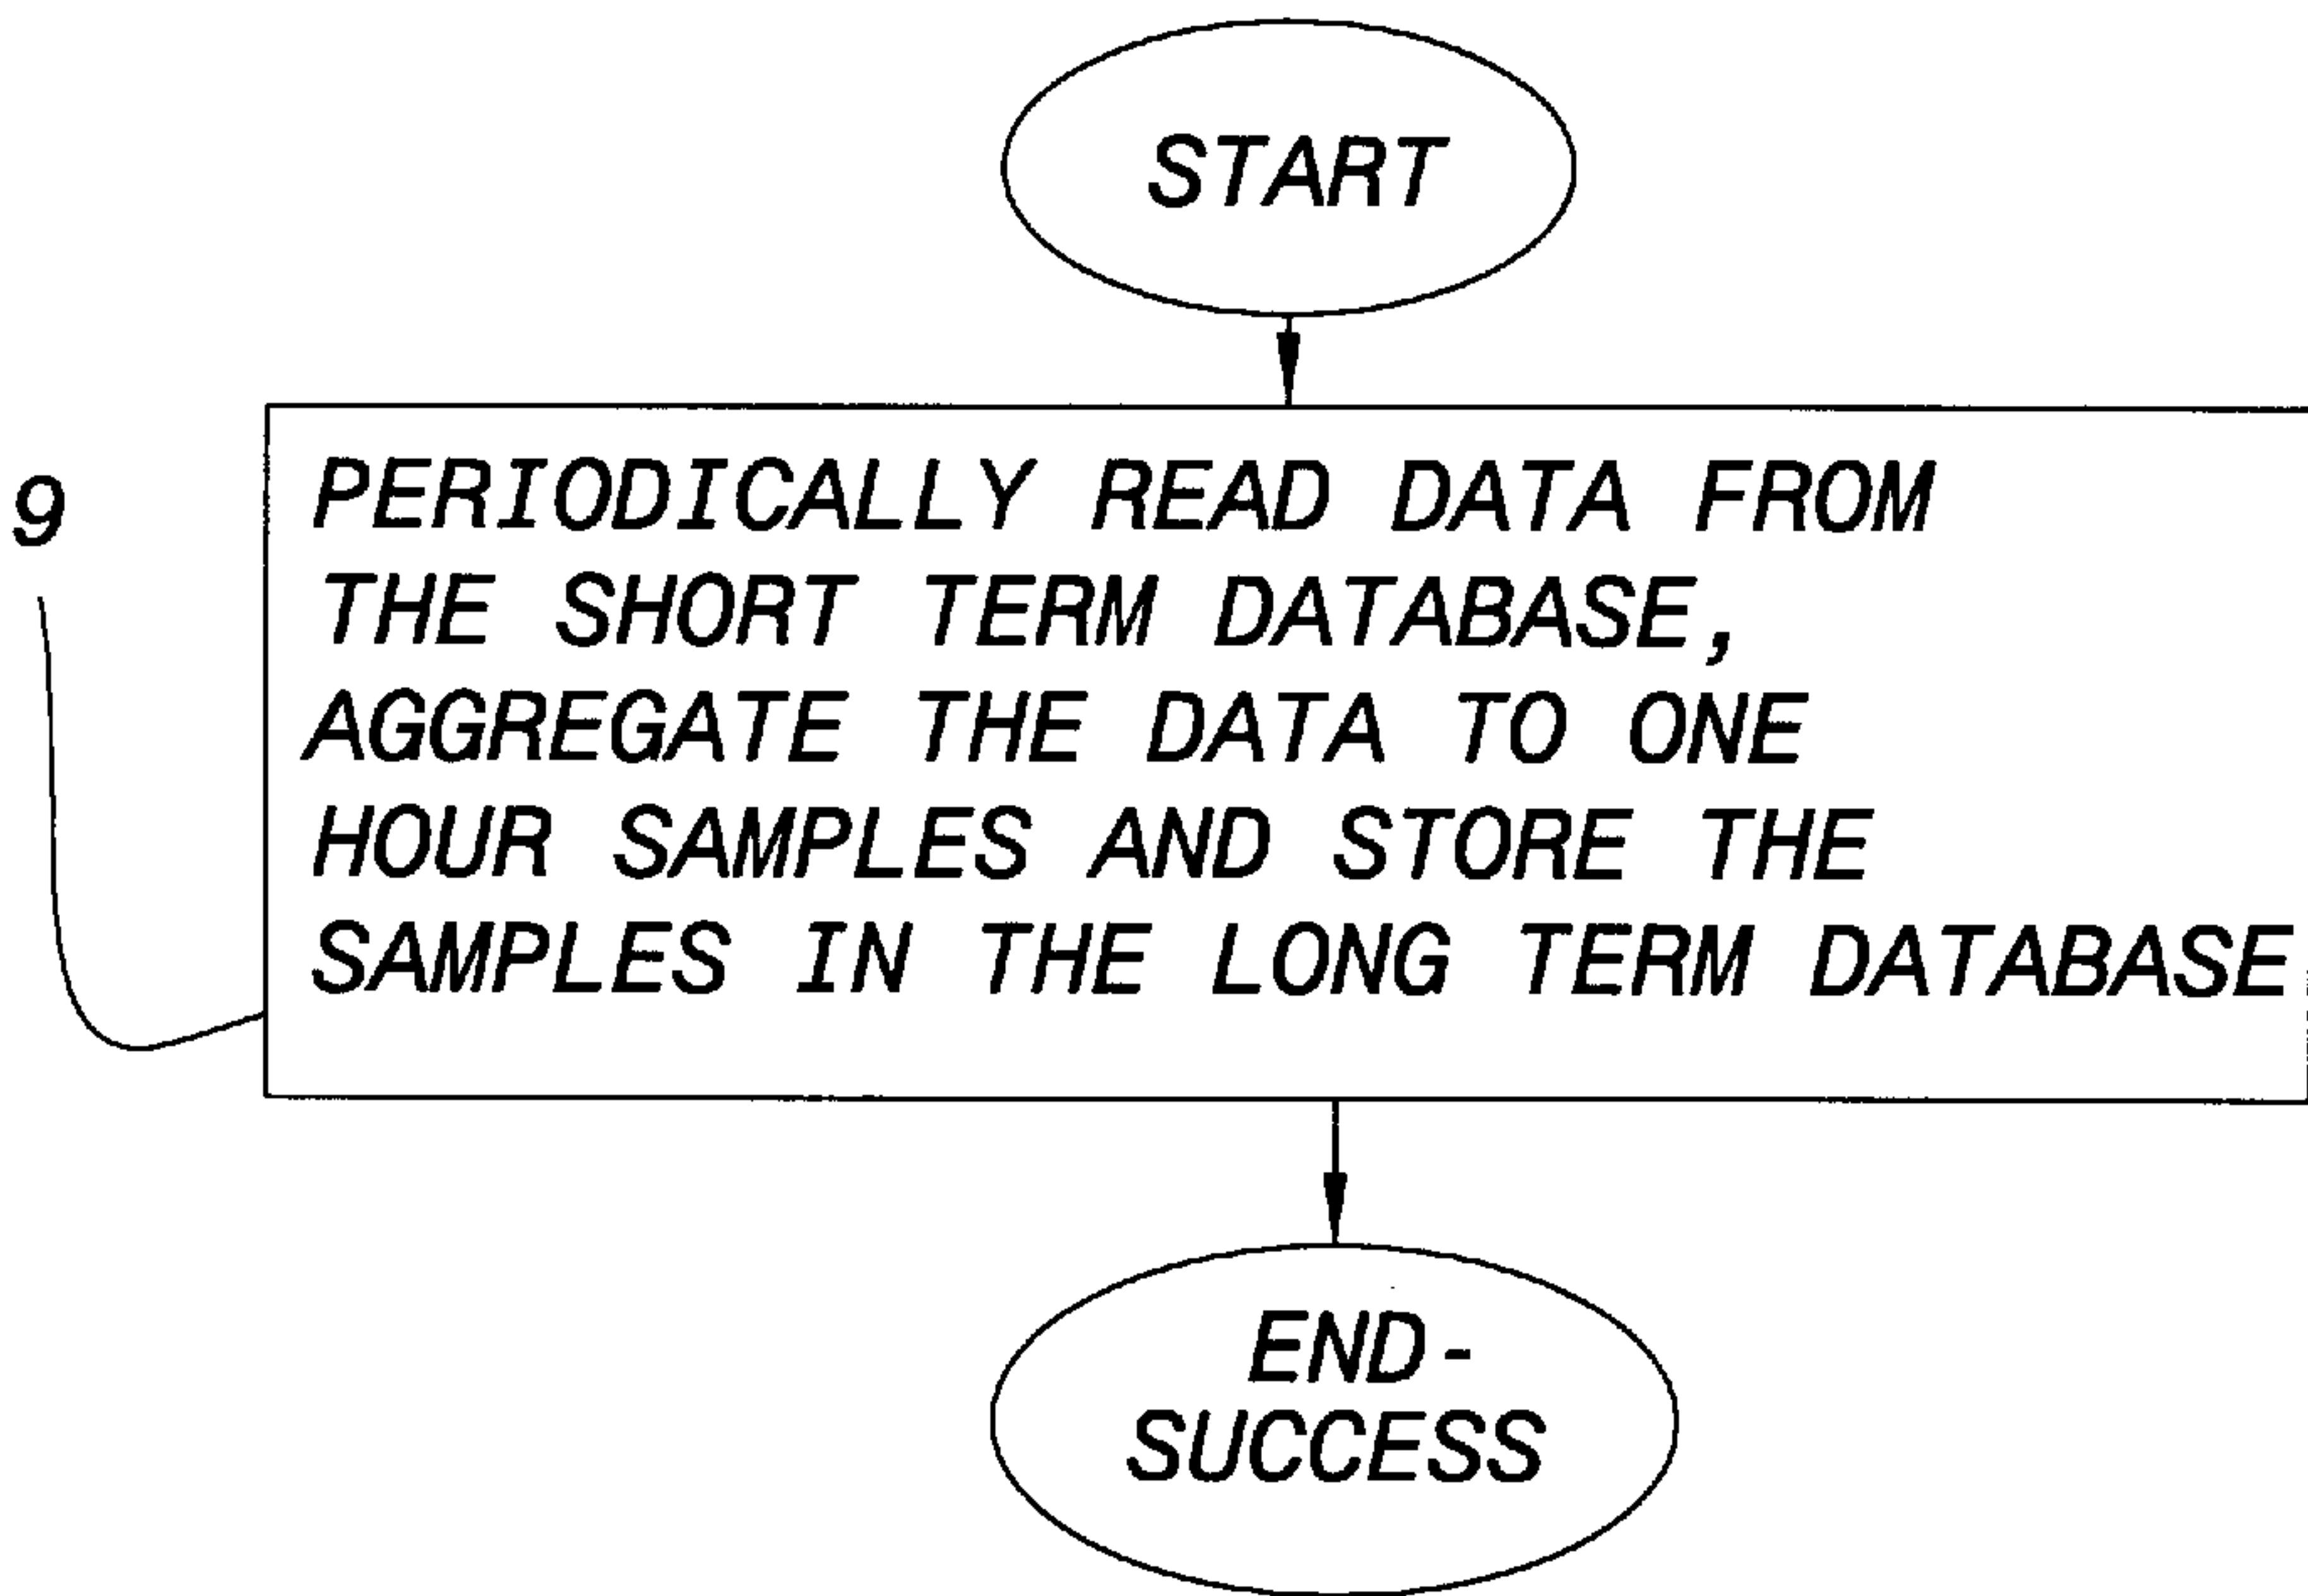 START
9
PERIODICALLY READ DATA FROM
THE SHORT TERM DATABASE,
AGGREGATE THE DATA TO ONE
HOUR SAMPLES AND STORE THE
SAMPLES IN THE LONG TERM DATABASE
END-
SUCCESS